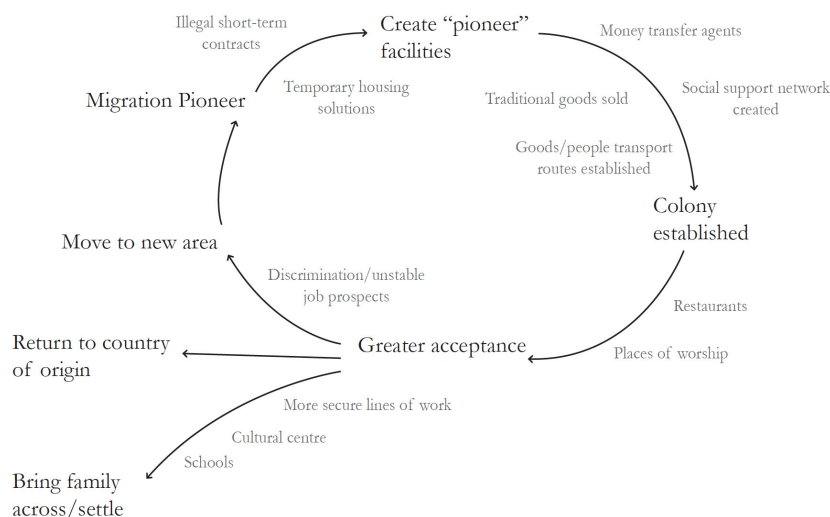 Illegal short-term
contracts
Create “pioneer”
facilities
Money transfer agents
Migration Pioneer
Temporary housing
solutions
Traditional goods sold
Social support network
created
Goods/people transport
routes established
Colony
established
Move to new area
Discrimination/unstable
job prospects
Restaurants
Return to country
of origin
Greater acceptance
Places of worship
More secure lines of work
Cultural centre
Schools
Bring family
across/settle